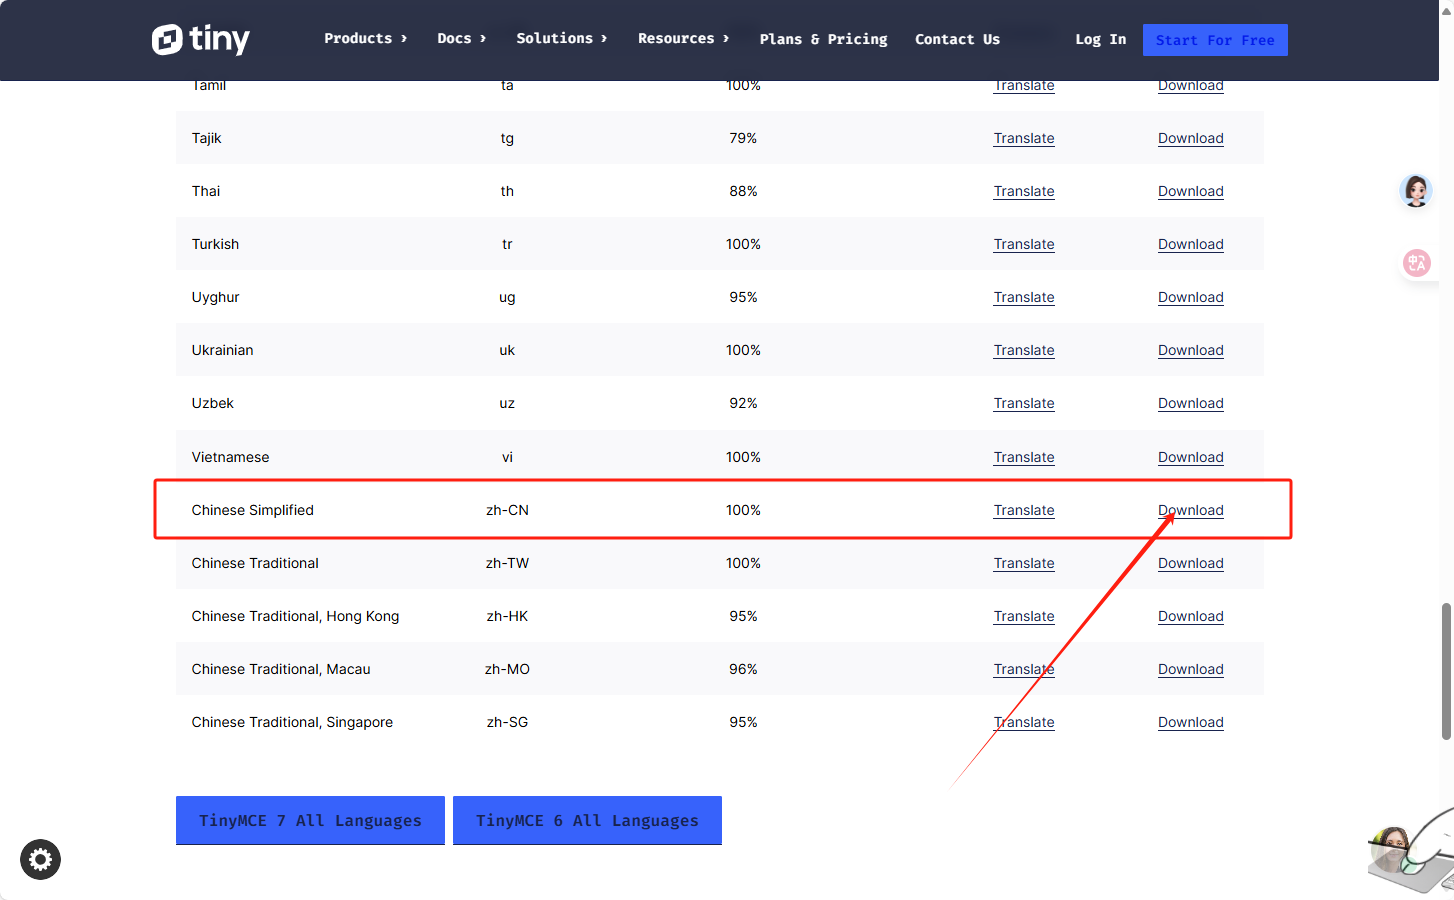 tiny Products › Docs › Solutions › Resources › Plans & Pricing Contact Us Log In Start For Free
Tamil ta 100% Translate Download
Tajik tg 79% Translate Download
Thai th 88% Translate Download
Turkish tr 100% Translate Download
Uyghur ug 95% Translate Download
Ukrainian uk 100% Translate Download
Uzbek uz 92% Translate Download
Vietnamese vi 100% Translate Download
Chinese Simplified zh-CN 100% Translate Download
Chinese Traditional zh-TW 100% Translate Download
Chinese Traditional, Hong Kong zh-HK 95% Translate Download
Chinese Traditional, Macau zh-MO 96% Translate Download
Chinese Traditional, Singapore zh-SG 95% Translate Download
TinyMCE 7 All Languages TinyMCE 6 All Languages
中 A